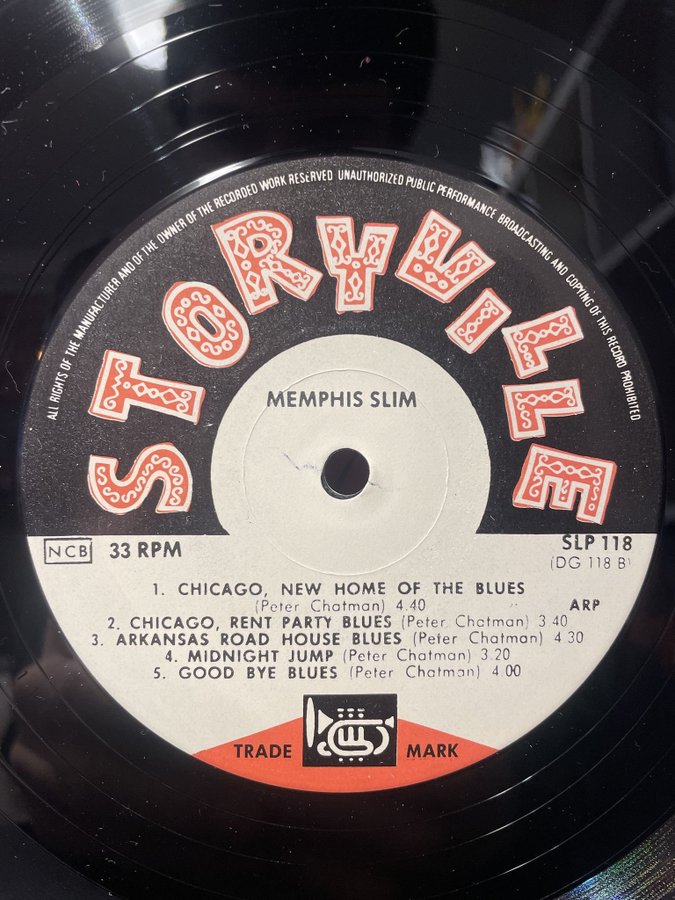 ALL RIGHTS OF THE MANUFACTURER AND OF THE OWNER OF THE RECORDED WORK RESERVED UNAUTHORIZED PUBLIC PERFORMANCE BROADCASTING AND COPYING OF THIS RECORD PROHIBITED
STORYVILLE
MEMPHIS SLIM
NCB 33 RPM SLP 118
(DG 118 B)
1. CHICAGO, NEW HOME OF THE BLUES
(Peter Chatman) 4.40 ARP
2. CHICAGO, RENT PARTY BLUES (Peter Chatman) 3.40
3. ARKANSAS ROAD HOUSE BLUES (Peter Chatman) 4.30
4. MIDNIGHT JUMP (Peter Chatman) 3.20
5. GOOD BYE BLUES (Peter Chatman) 4.00
TRADE MARK